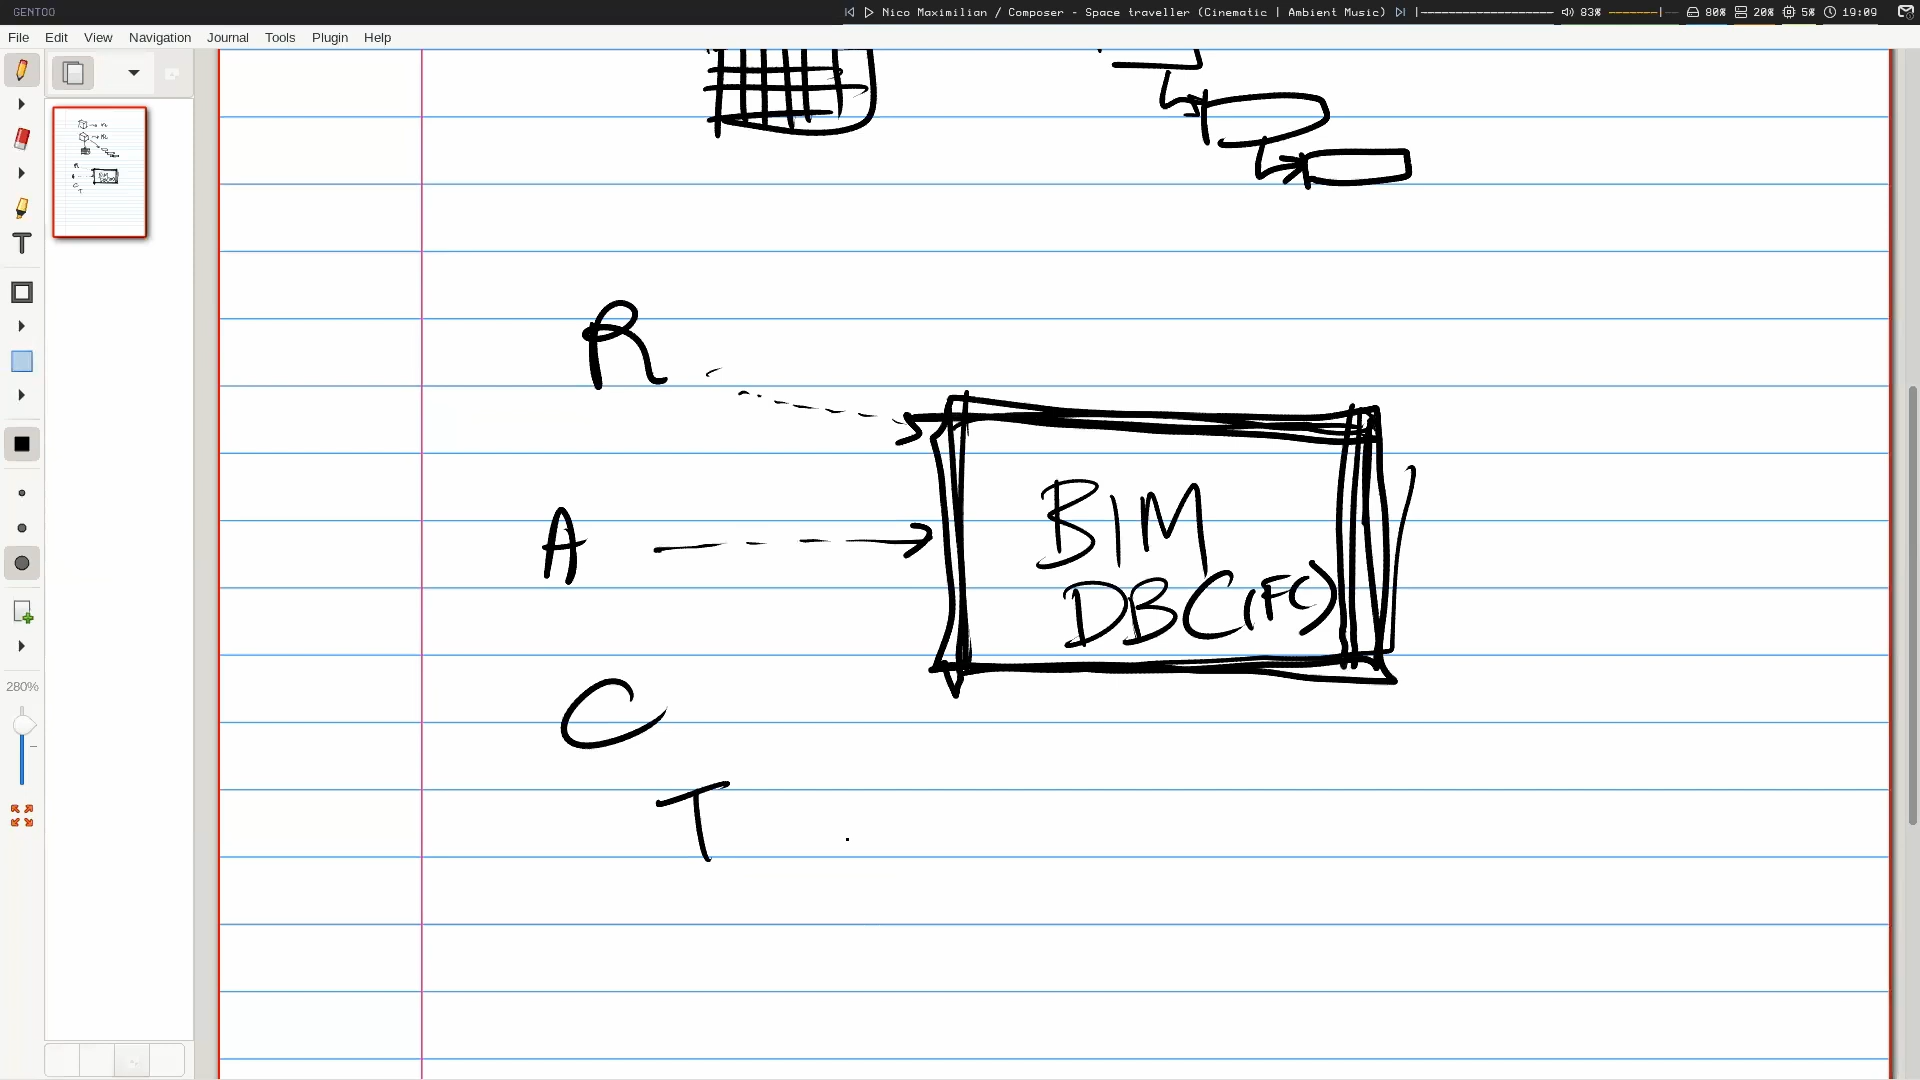 GENTOO
Nico Maximilian / Composer - Space traveller (Cinematic | Ambient Music)
83%
80%
20%
5%
19:09
File Edit View Navigation Journal Tools Plugin Help
R
A
BIM
DB(IFC)
C
T
280%